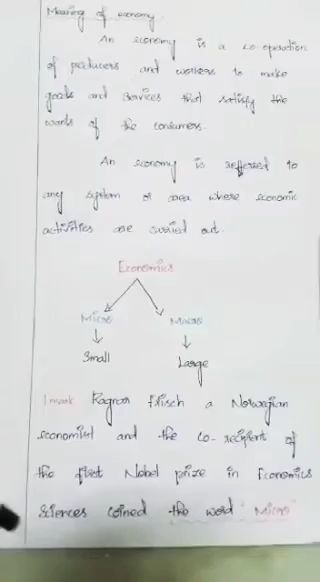 Meaning of economy
An economy is a co-operation
of producers and workers to make
goods and services that satisfy the
wants of the consumers.
An economy is reffered to
any system or area where economic
activities are carried out.
Economics
Micro Macro
Small Large
1 mark Ragnar Frisch a Norwegian
economist and the co-recipient of
the first Nobel prize in Economics
Sciences coined the word 'Micro'